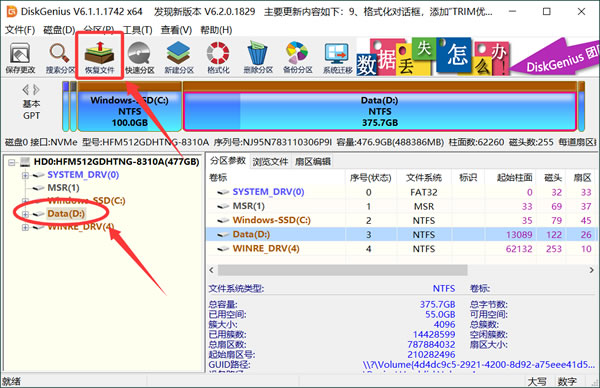 DiskGenius V6.1.1.1742 x64 发现新版本 V6.2.0.1829 主要更新内容如下: 9、格式化对话框，添加"TRIM优...
文件(F) 磁盘(D) 分区(P) 工具(T) 查看(V) 帮助(H)
保存更改 搜索分区 恢复文件 快速分区 新建分区 格式化 删除分区 备份分区 系统迁移
数据丢失怎么办!
DiskGenius 团
基本
GPT
Windows-SSD(C:)
NTFS
100.0GB
Data(D:)
NTFS
375.7GB
磁盘0 接口:NVMe 型号:HFM512GDHTNG-8310A 序列号:NJ95N783110306P9I 容量:476.9GB(488386MB) 柱面数:62260 磁头数:255 每道扇区
HD0:HFM512GDHTNG-8310A(477GB)
SYSTEM_DRV(0)
MSR(1)
Windows-SSD(C:)
Data(D:)
WINRE_DRV(4)
分区参数 浏览文件 扇区编辑
卷标 序号(状态) 文件系统 标识 起始柱面 磁头 扇区
SYSTEM_DRV(0) 0 FAT32 0 32 33
MSR(1) 1 MSR 33 69 37
Windows-SSD(C:) 2 NTFS 35 79 45
Data(D:) 3 NTFS 13089 122 26
WINRE_DRV(4) 4 NTFS 62132 253 10
文件系统类型: NTFS 卷标:
总容量: 375.7GB 总字节数:
已用空间: 55.0GB 可用空间:
簇大小: 4096 总簇数:
已用簇数: 14428599 空闲簇数:
总扇区数: 787884032 扇区大小:
起始扇区号: 210282496
GUID路径: \\?\Volume{4d4dc9c5-2921-4200-8d92-a75eee41d5...
就绪 大写 数字